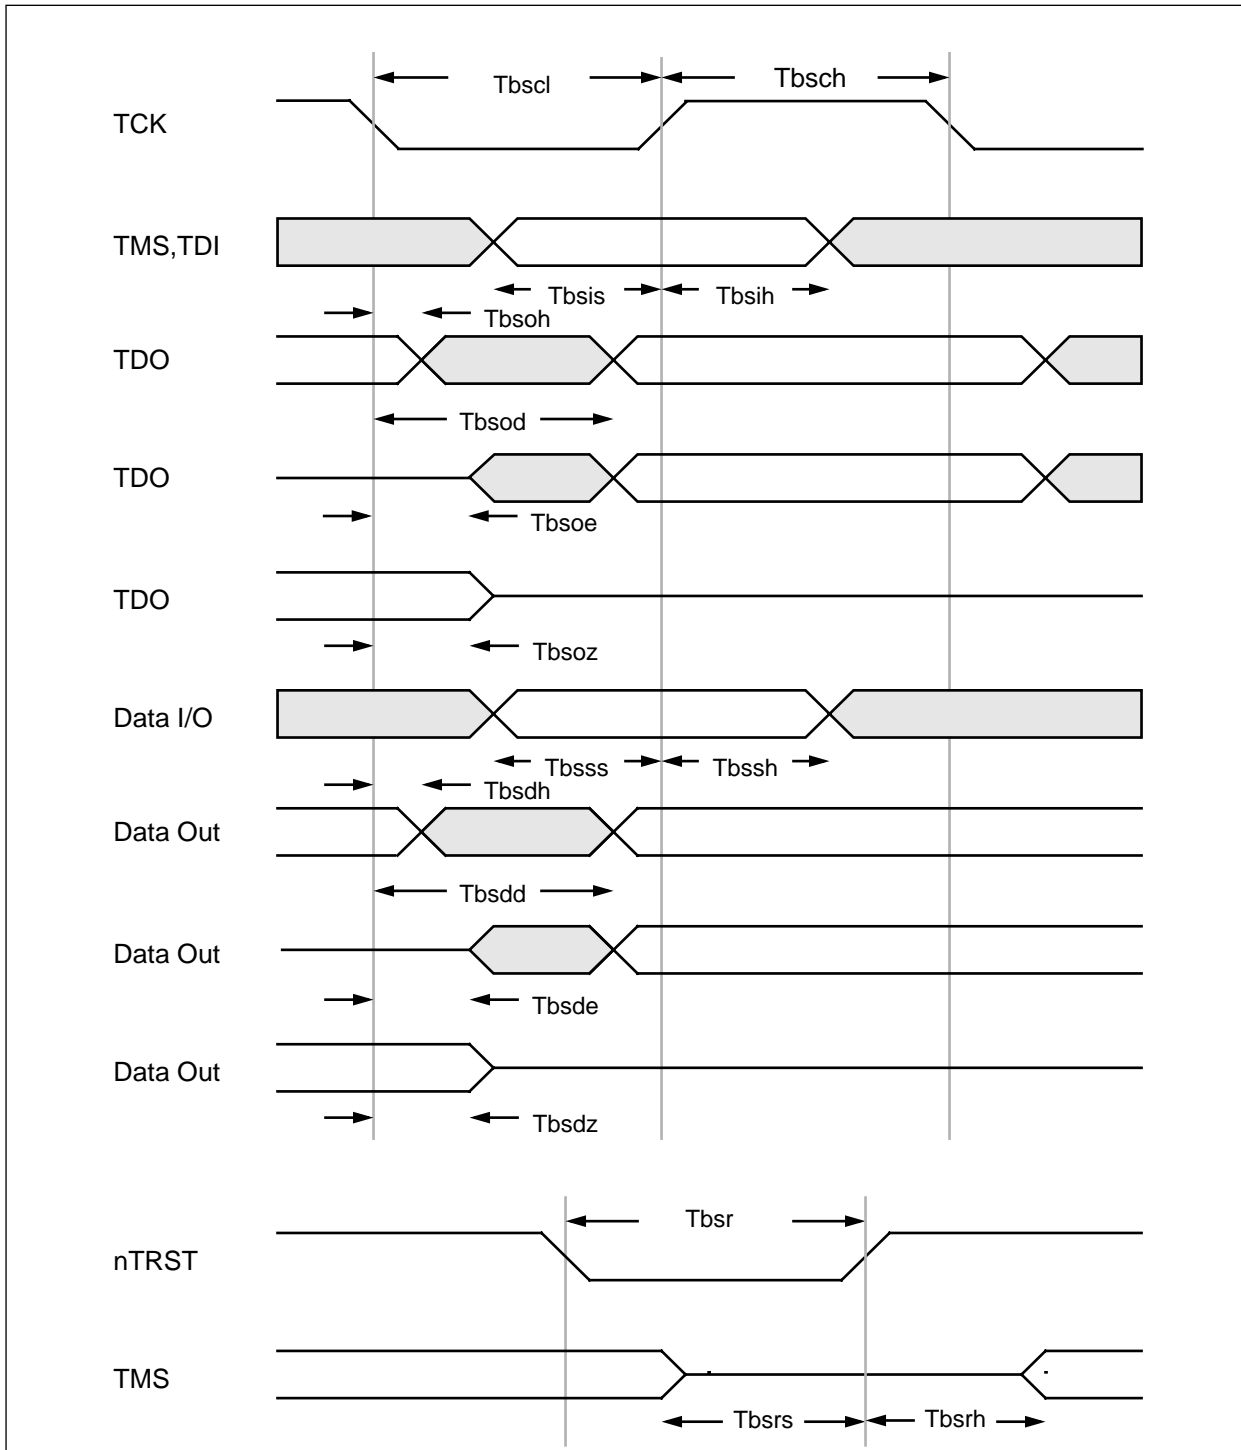 Tbscl Tbsch
TCK
TMS,TDI
Tbsis Tbsih
Tbsoh
TDO
Tbsod
TDO
Tbsoe
TDO
Tbsoz
Data I/O
Tbsss Tbssh
Tbsdh
Data Out
Tbsdd
Data Out
Tbsde
Data Out
Tbsdz
Tbsr
nTRST
TMS
Tbsrs Tbsrh